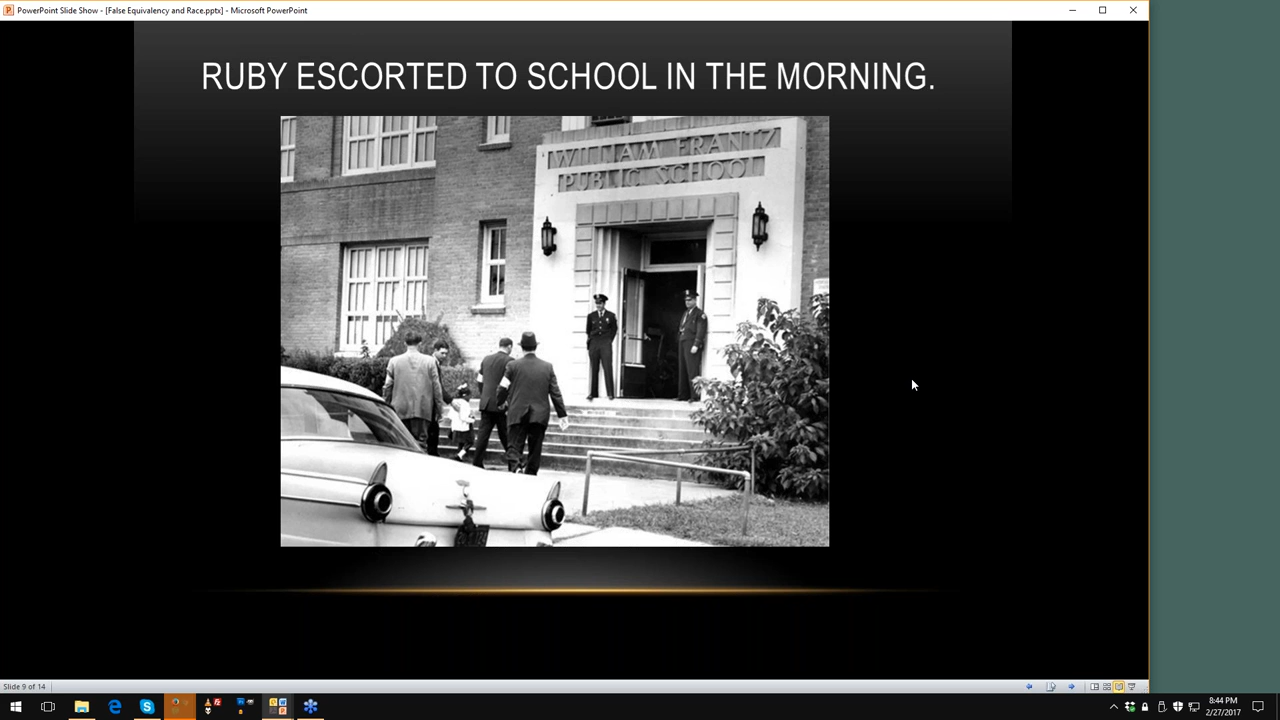 PowerPoint Slide Show - [False Equivalency and Race.pptx] - Microsoft PowerPoint
RUBY ESCORTED TO SCHOOL IN THE MORNING.
WILLIAM FRANTZ
PUBLIC SCHOOL
Slide 9 of 14
8:44 PM
2/27/2017